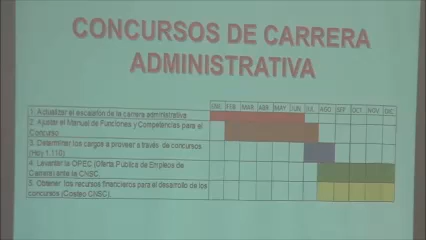 CONCURSOS DE CARRERA
ADMINISTRATIVA
ENE FEB MAR ABR MAY JUN JUL AGO SEP OCT NOV DIC
1. Actualizar el escalafón de la carrera administrativa
2. Ajustar el Manual de Funciones y Competencias para el
Concurso
3. Determinar los cargos a proveer a través de concursos
(Hoy 1.116)
4. Levantar la OPEC (Oferta Pública de Empleos de
Carrera) ante la CNSC.
5. Obtener los recursos financieros para el desarrollo de los
concursos (Costeo CNSC).